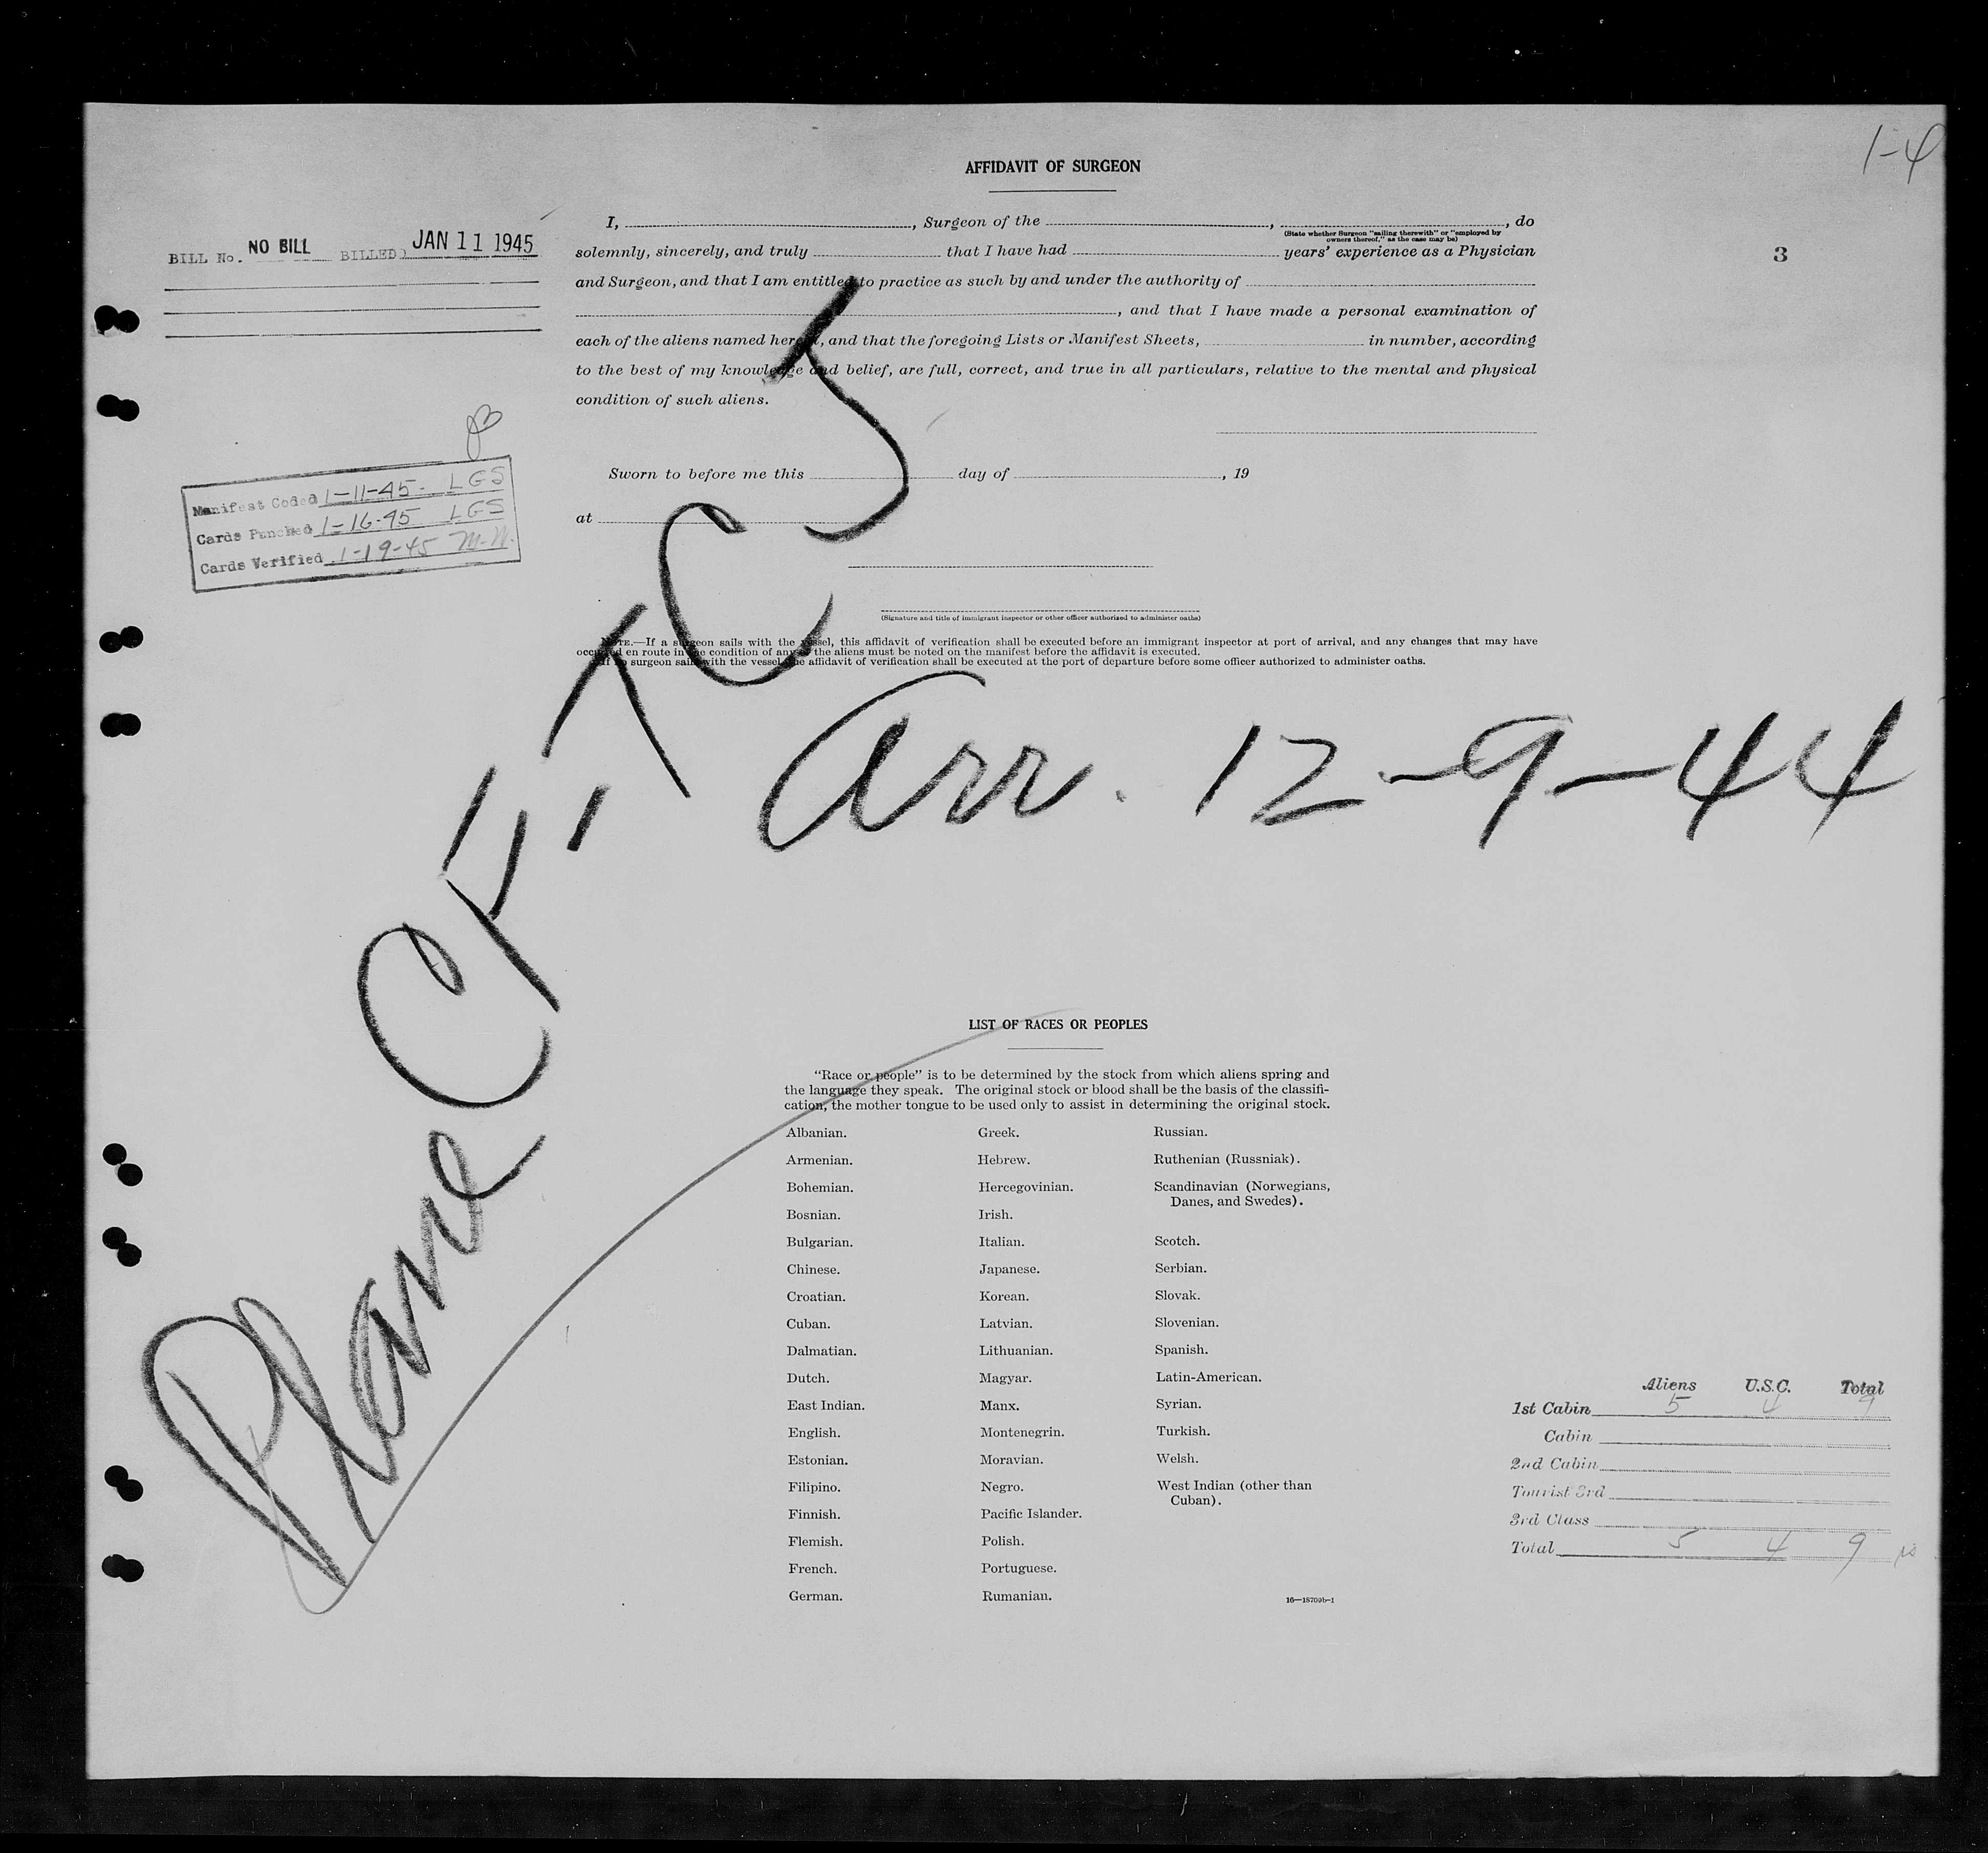 1-4
AFFIDAVIT OF SURGEON
I, , Surgeon of the , , do
(State whether Surgeon "sailing therewith" or "employed by
owners thereof," as the case may be)
BILL No. NO BILL BILLED JAN 11 1945
solemnly, sincerely, and truly that I have had years' experience as a Physician
3
and Surgeon, and that I am entitled to practice as such by and under the authority of
, and that I have made a personal examination of
each of the aliens named herein, and that the foregoing Lists or Manifest Sheets, in number, according
to the best of my knowledge and belief, are full, correct, and true in all particulars, relative to the mental and physical
condition of such aliens.
Sworn to before me this day of , 19
at
Manifest Coded 1-11-45- LGS
Cards Punched 1-16-45 LGS
Cards Verified 1-19-45 M.W.
(Signature and title of immigrant inspector or other officer authorized to administer oaths)
NOTE.—If a surgeon sails with the vessel, this affidavit of verification shall be executed before an immigrant inspector at port of arrival, and any changes that may have
occurred en route in the condition of any of the aliens must be noted on the manifest before the affidavit is executed.
If no surgeon sails with the vessel, the affidavit of verification shall be executed at the port of departure before some officer authorized to administer oaths.
Plane CF-TCJ
Arr. 12-9-44
LIST OF RACES OR PEOPLES
"Race or people" is to be determined by the stock from which aliens spring and
the language they speak. The original stock or blood shall be the basis of the classifi-
cation, the mother tongue to be used only to assist in determining the original stock.
Albanian.
Armenian.
Bohemian.
Bosnian.
Bulgarian.
Chinese.
Croatian.
Cuban.
Dalmatian.
Dutch.
East Indian.
English.
Estonian.
Filipino.
Finnish.
Flemish.
French.
German.
Greek.
Hebrew.
Hercegovinian.
Irish.
Italian.
Japanese.
Korean.
Latvian.
Lithuanian.
Magyar.
Manx.
Montenegrin.
Moravian.
Negro.
Pacific Islander.
Polish.
Portuguese.
Rumanian.
Russian.
Ruthenian (Russniak).
Scandinavian (Norwegians,
Danes, and Swedes).
Scotch.
Serbian.
Slovak.
Slovenian.
Spanish.
Latin-American.
Syrian.
Turkish.
Welsh.
West Indian (other than
Cuban).
16—18709b-1
Aliens U.S.C. Total
1st Cabin 5 4 9
Cabin
2nd Cabin
Tourist 3rd
3rd Class
Total 5 4 9